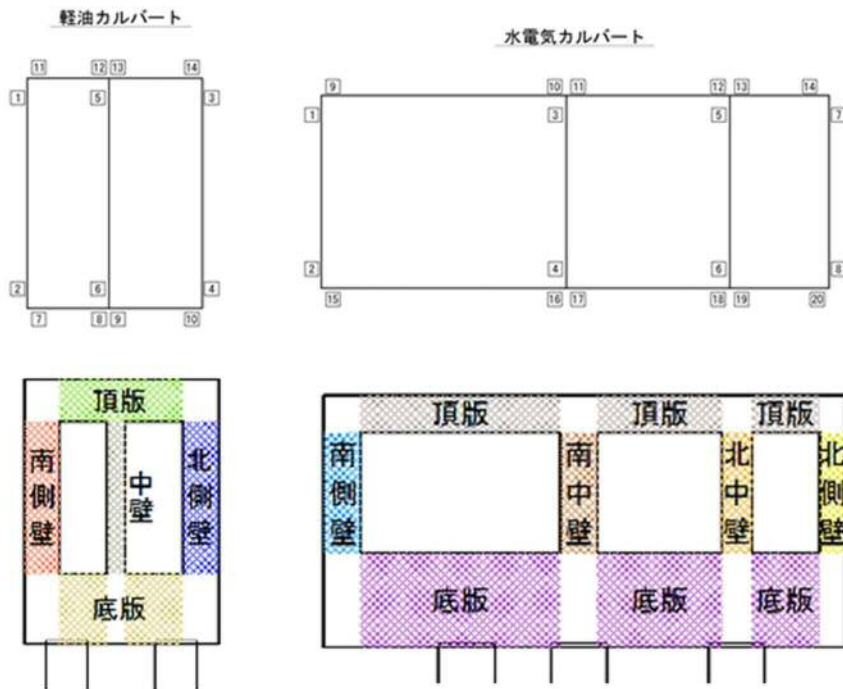 軽油カルバート
水電気カルバート
11 12 13 14
1 5 3
2 6 4
7 8 9 10
9 10 11 12 13 14
1 3 5 7
2 4 6 8
15 16 17 18 19 20
頂版
南側壁
中壁
北側壁
底版
頂版 頂版 頂版
南側壁
南中壁
北中壁
北側壁
底版 底版 底版